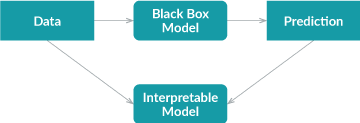 Data
Black Box
Model
Prediction
Interpretable
Model